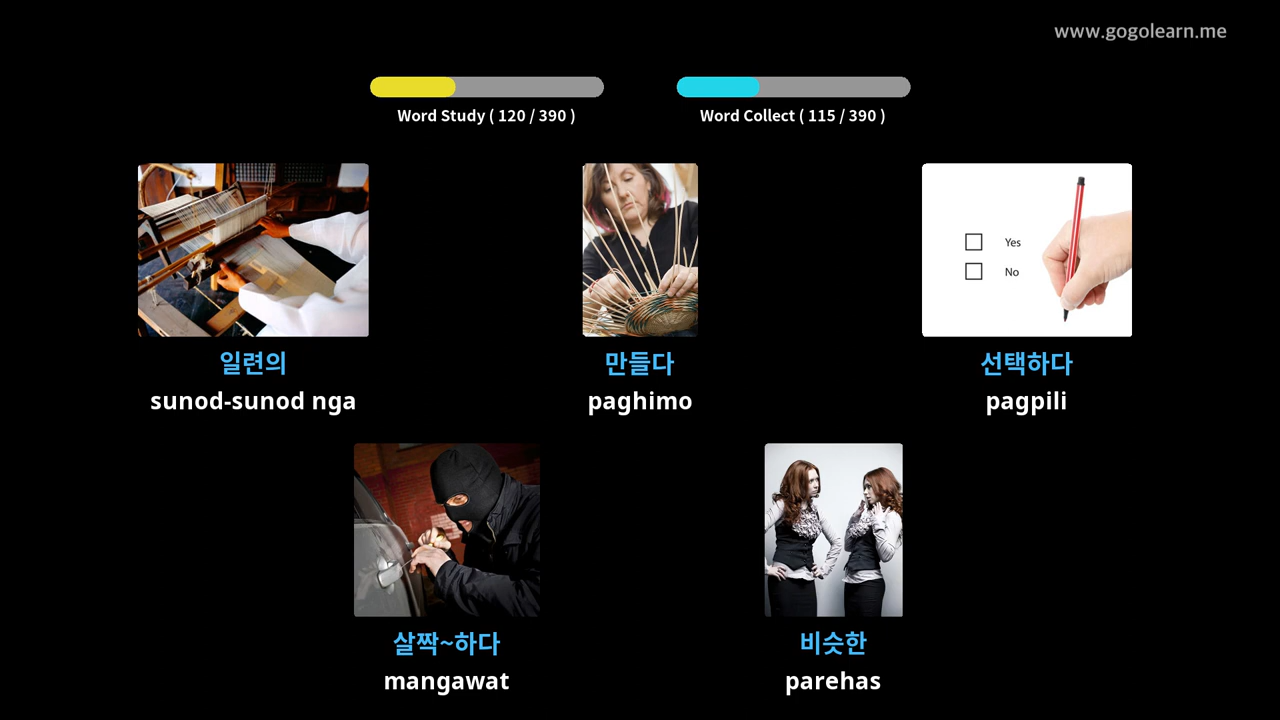 www.gogolearn.me
Word Study ( 120 / 390 )
Word Collect ( 115 / 390 )
Yes
No
일련의
sunod-sunod nga
만들다
paghimo
선택하다
pagpili
살짝~하다
mangawat
비슷한
parehas